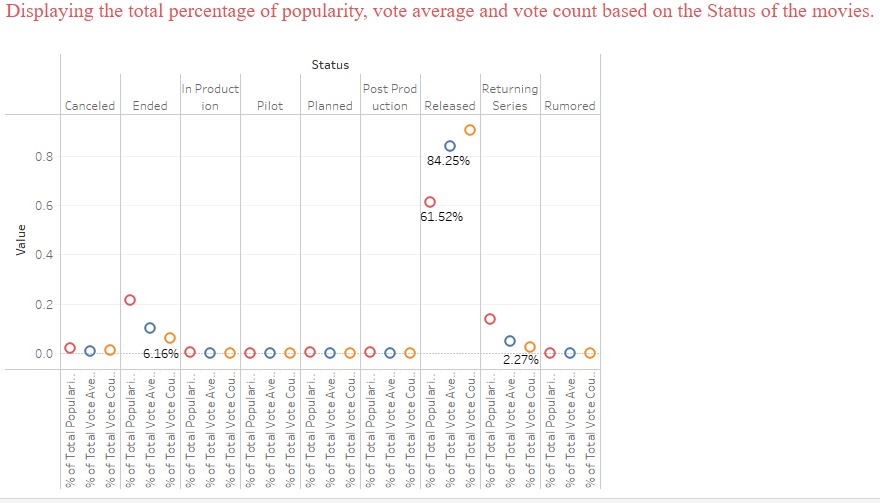 Displaying the total percentage of popularity, vote average and vote count based on the Status of the movies.
Status
Canceled Ended In Product ion Pilot Planned Post Prod uction Released Returning Series Rumored
Value
0.8
0.6
0.4
0.2
0.0
84.25%
61.52%
6.16%
2.27%
% of Total Populari..
% of Total Vote Ave..
% of Total Vote Cou..
% of Total Populari..
% of Total Vote Ave..
% of Total Vote Cou..
% of Total Populari..
% of Total Vote Ave..
% of Total Vote Cou..
% of Total Populari..
% of Total Vote Ave..
% of Total Vote Cou..
% of Total Populari..
% of Total Vote Ave..
% of Total Vote Cou..
% of Total Populari..
% of Total Vote Ave..
% of Total Vote Cou..
% of Total Populari..
% of Total Vote Ave..
% of Total Vote Cou..
% of Total Populari..
% of Total Vote Ave..
% of Total Vote Cou..
% of Total Populari..
% of Total Vote Ave..
% of Total Vote Cou..